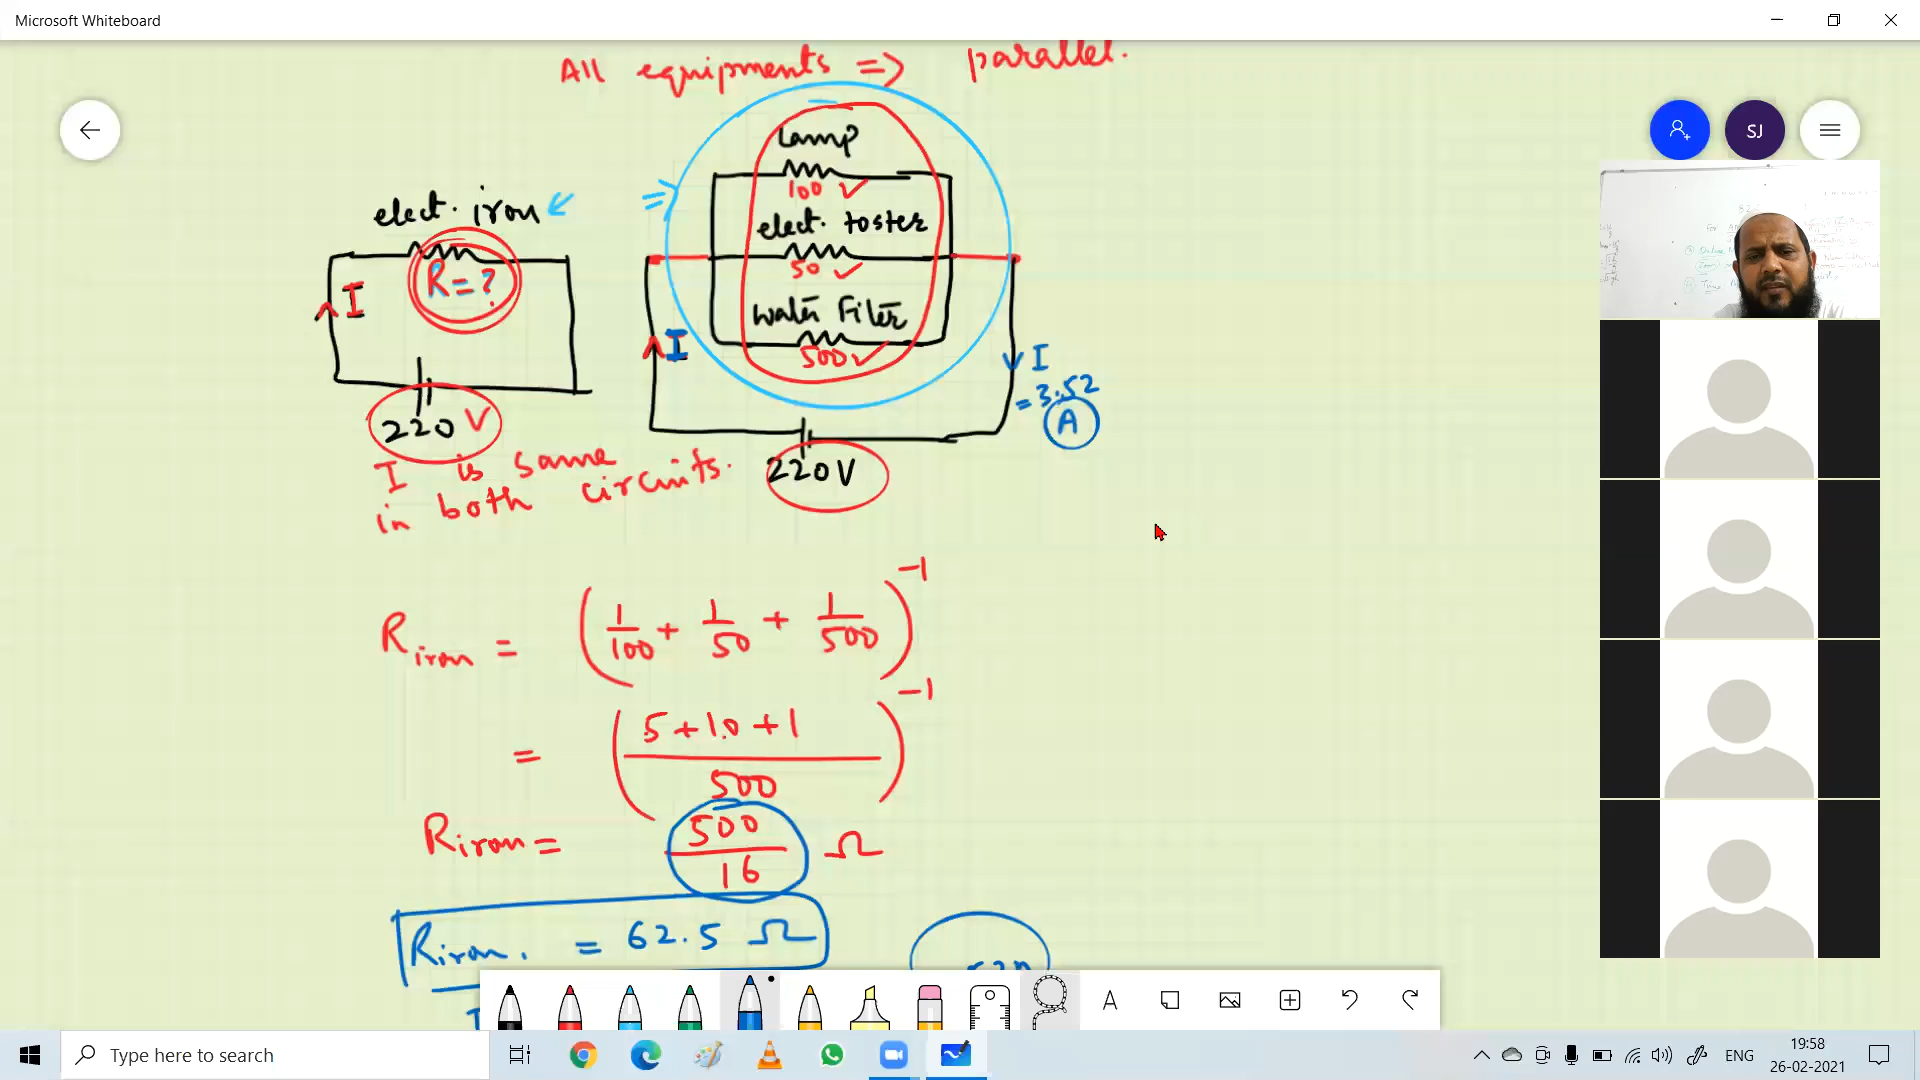 Microsoft Whiteboard
All equipments => parallel.
SJ
Lamp
100 ✓
elect. iron
=>
elect. toster
R = ?
50 ✓
I
water Filter
500 ✓
I
I
= 3.52
A
220 V
220V
I is same
in both circuits.
R iron = (1/100 + 1/50 + 1/500)^-1
= (5+10+1/500)^-1
R iron = 500/16 Ω
R iron. = 62.5 Ω
A
Type here to search
ENG
19:58
26-02-2021